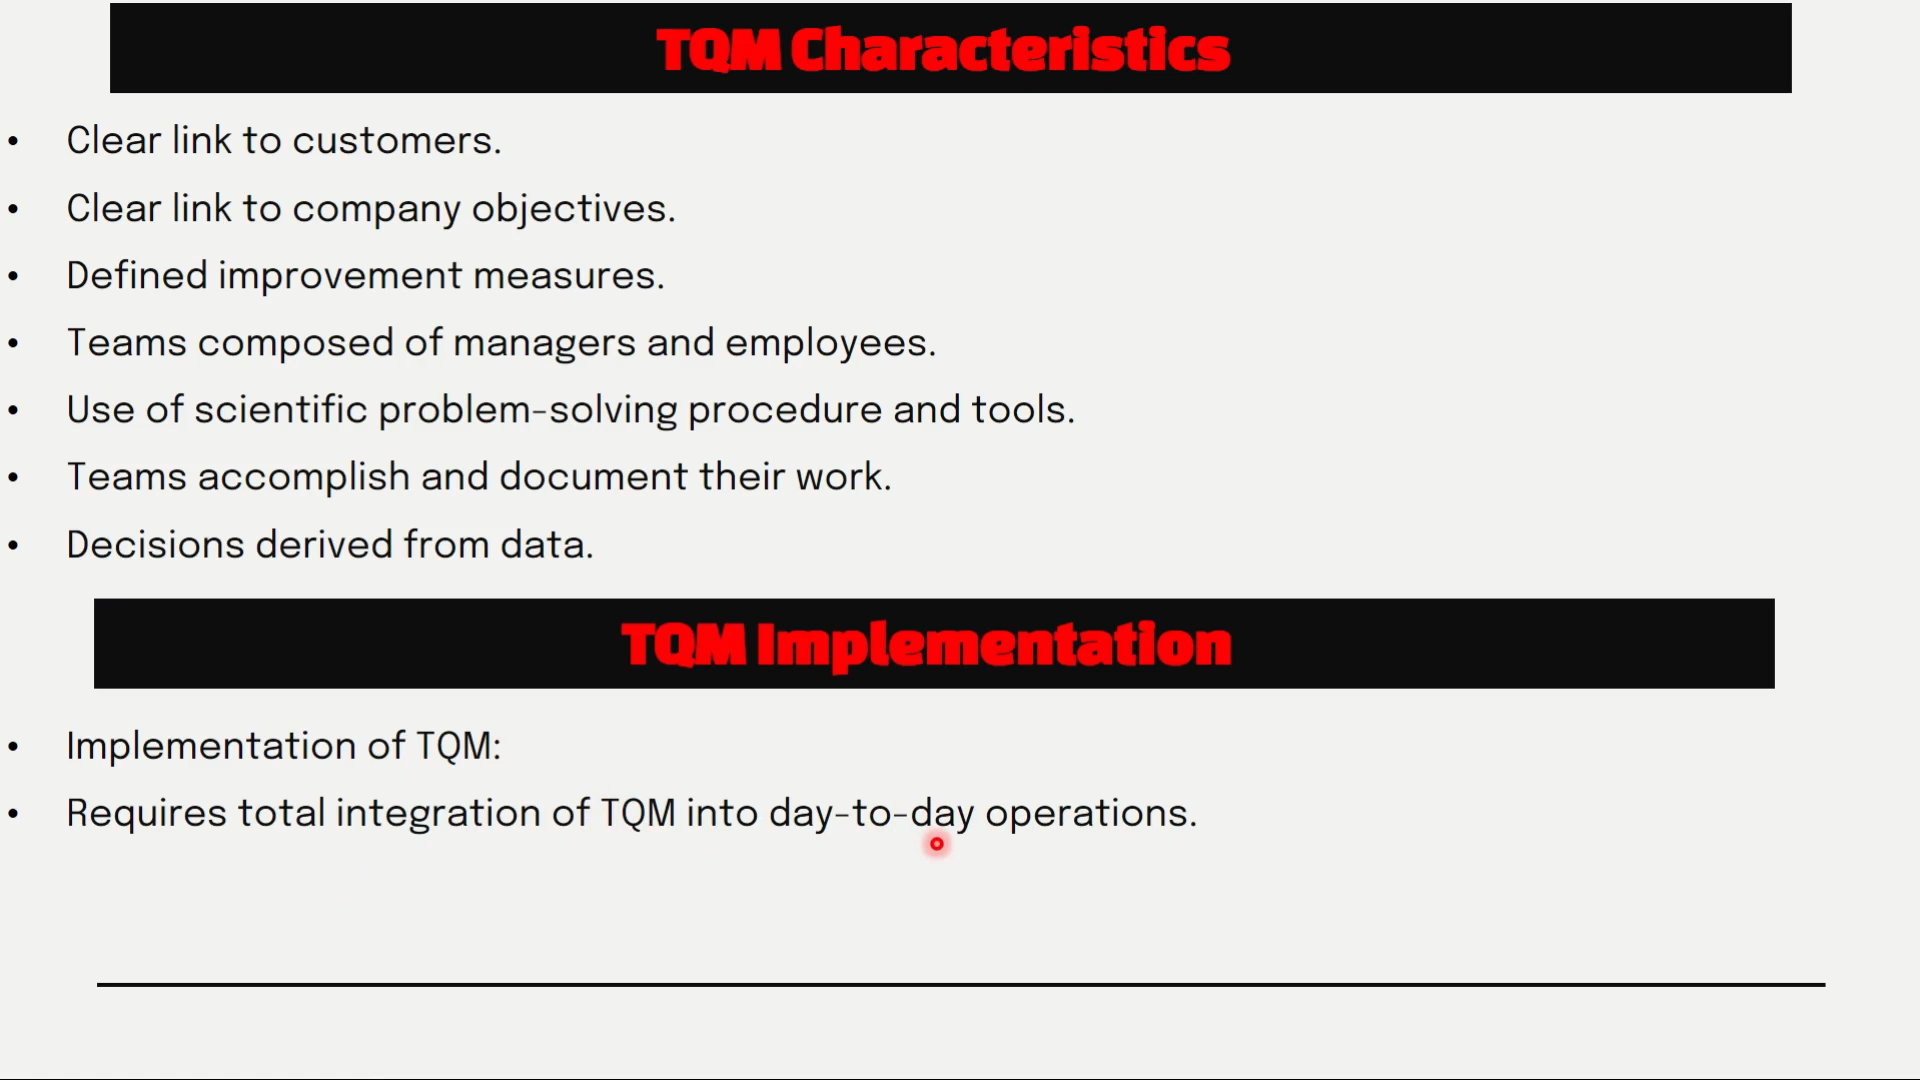 TQM Characteristics
• Clear link to customers.
• Clear link to company objectives.
• Defined improvement measures.
• Teams composed of managers and employees.
• Use of scientific problem-solving procedure and tools.
• Teams accomplish and document their work.
• Decisions derived from data.
TQM Implementation
• Implementation of TQM:
• Requires total integration of TQM into day-to-day operations.